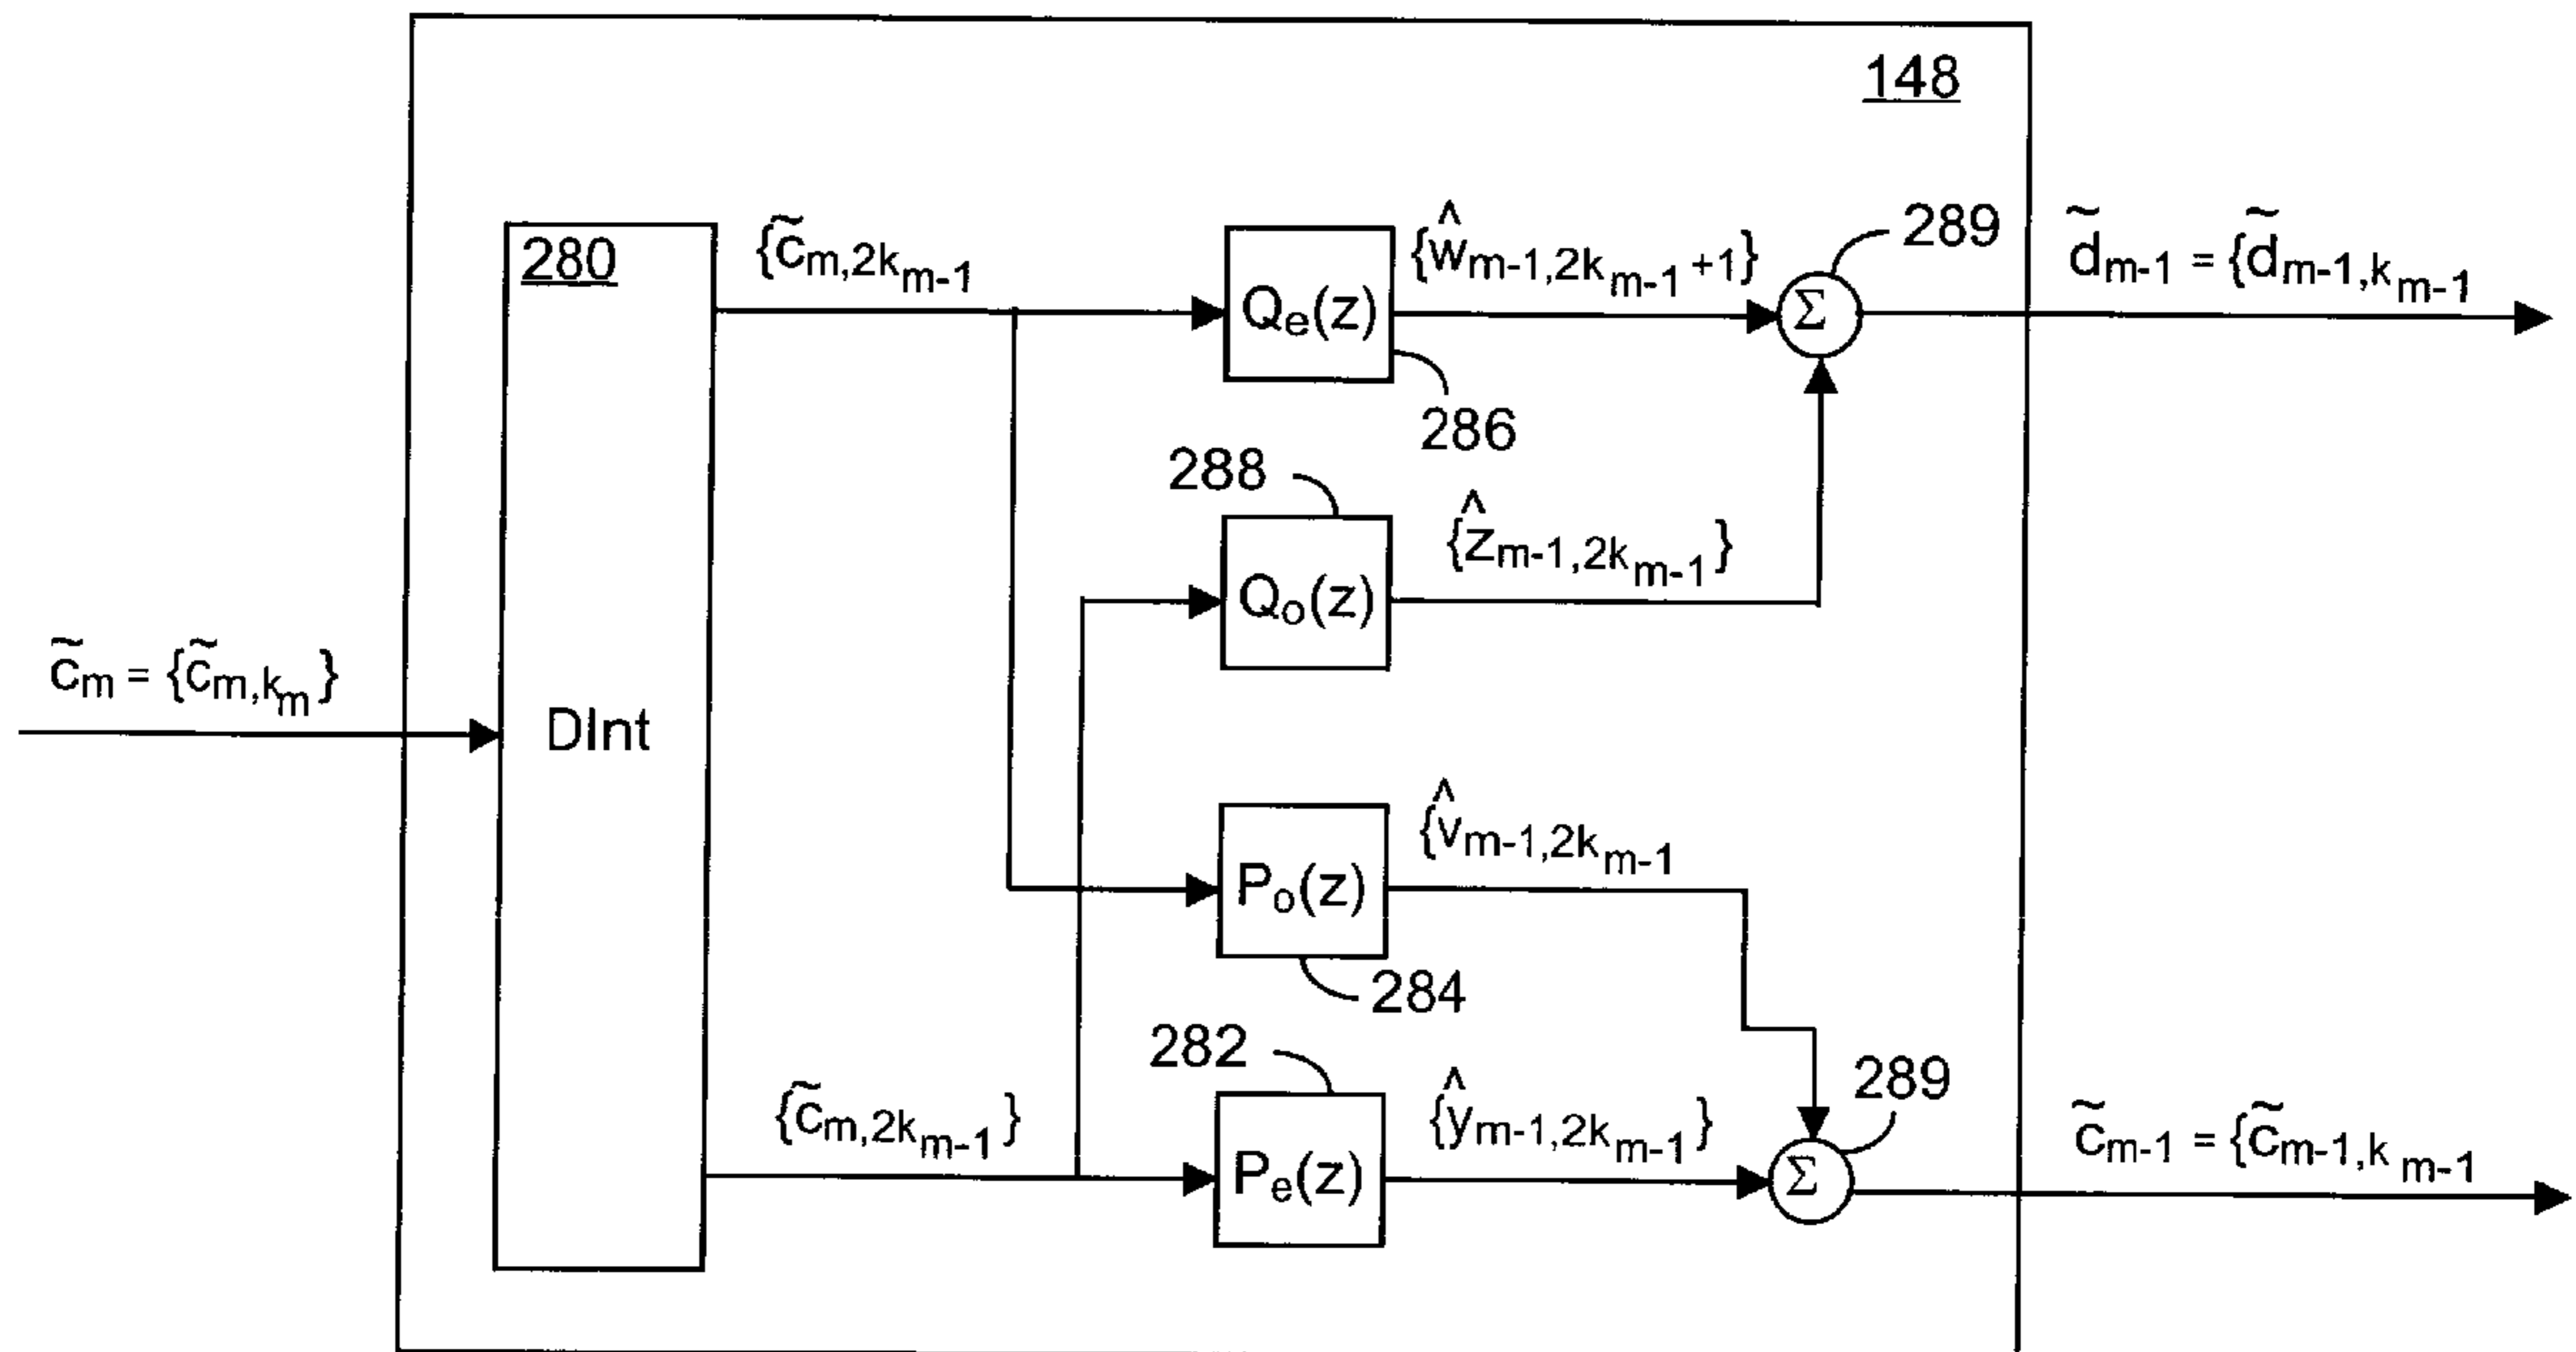 148
280
{c̃m,2km-1
{ŵm-1,2km-1+1}
289
d̃m-1 = {d̃m-1,km-1
Qe(z)
Σ
286
288
{ẑm-1,2km-1}
Qo(z)
c̃m = {c̃m,km}
DInt
{v̂m-1,2km-1
Po(z)
284
282
289
{c̃m,2km-1}
{ŷm-1,2km-1}
c̃m-1 = {c̃m-1,km-1
Pe(z)
Σ